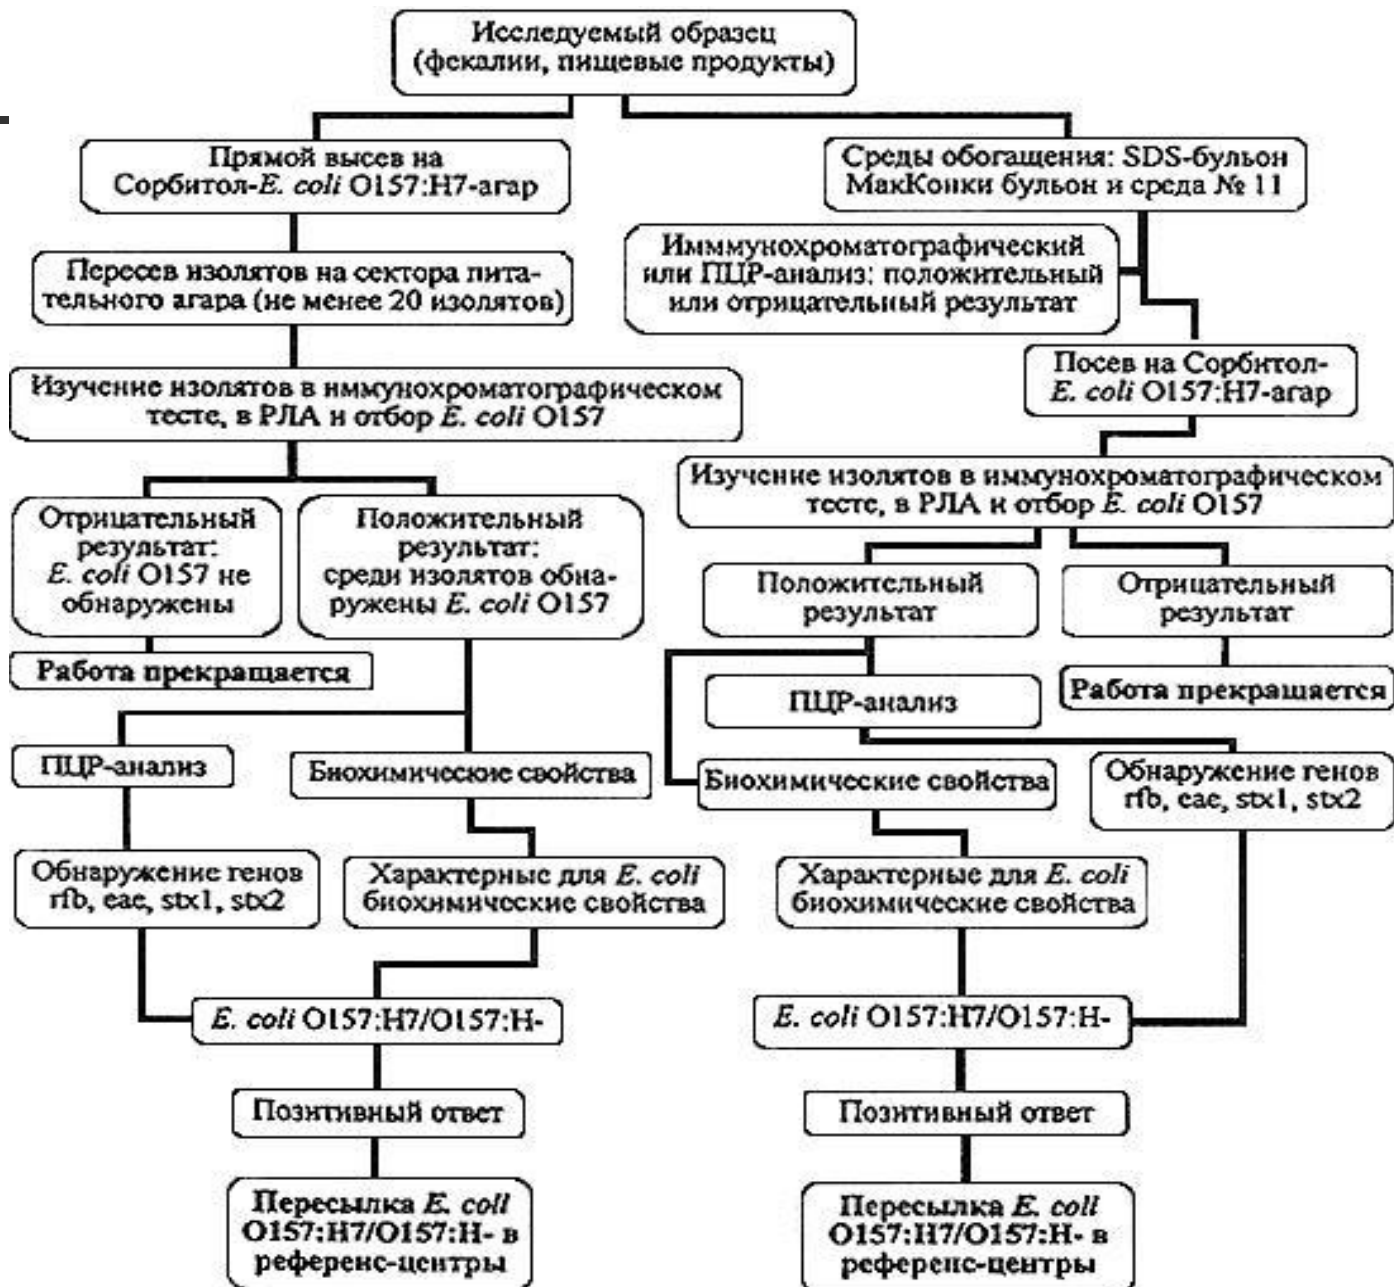 Исследуемый образец
(фекалии, пищевые продукты)
Прямой высев на
Сорбитол-E. coli O157:H7-агар
Среды обогащения: SDS-бульон
МакКонки бульон и среда № 11
Имммунохроматографический
или ПЦР-анализ: положительный
или отрицательный результат
Пересев изолятов на сектора пита-
тельного агара (не менее 20 изолятов)
Посев на Сорбитол-
E. coli O157:H7-агар
Изучение изолятов в иммунохроматографическом
тесте, в РЛА и отбор E. coli O157
Изучение изолятов в иммунохроматографическом
тесте, в РЛА и отбор E. coli O157
Отрицательный
результат:
E. coli O157 не
обнаружены
Положительный
результат:
среди изолятов обна-
ружены E. coli O157
Положительный
результат
Отрицательный
результат
Работа прекращается
ПЦР-анализ
Работа прекращается
ПЦР-анализ
Биохимические свойства
Биохимические свойства
Обнаружение генов
rfb, eae, stx1, stx2
Обнаружение генов
rfb, eae, stx1, stx2
Характерные для E. coli
биохимические свойства
Характерные для E. coli
биохимические свойства
E. coli O157:H7/O157:H-
E. coli O157:H7/O157:H-
Позитивный ответ
Позитивный ответ
Пересылка E. coll
O157:H7/O157:H- в
референс-центры
Пересылка E. coll
O157:H7/O157:H- в
референс-центры